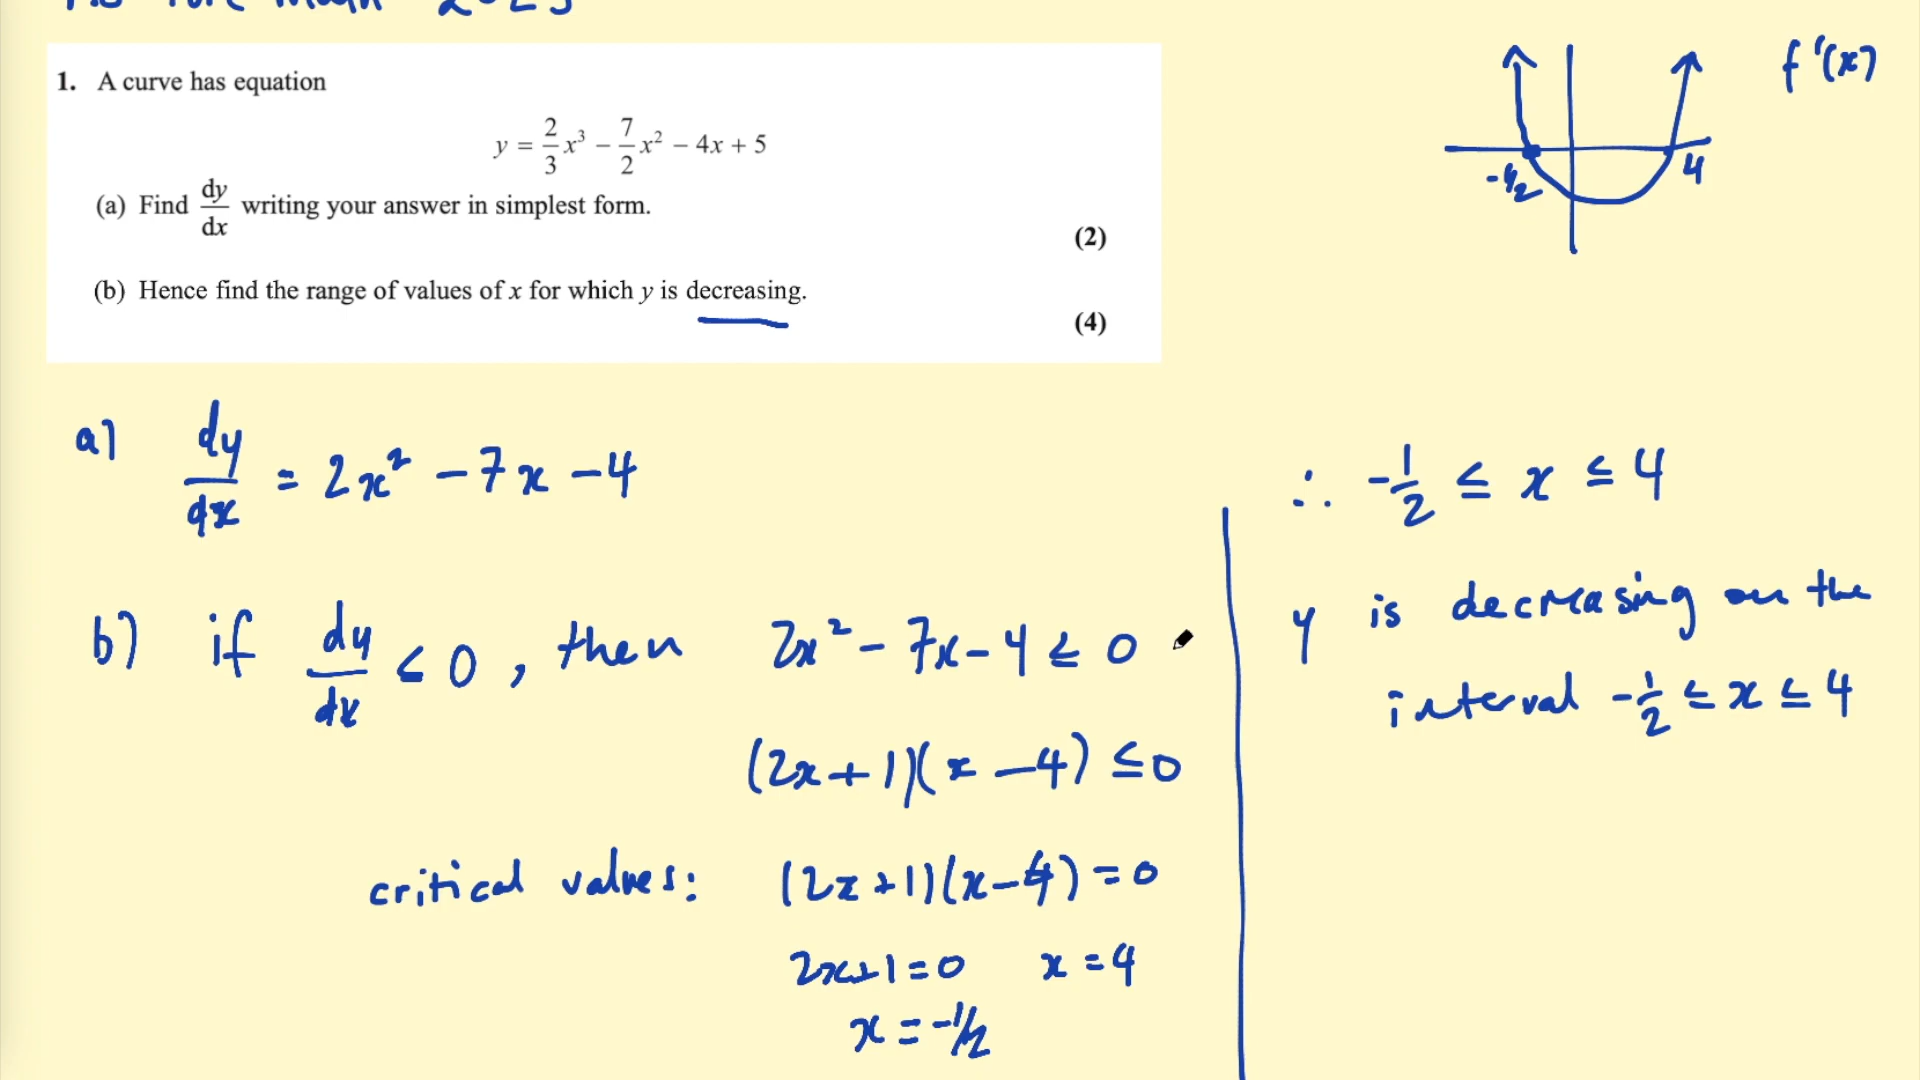 Pure Math 2023
1. A curve has equation
y = 2/3 x³ − 7/2 x² − 4x + 5
(a) Find dy/dx writing your answer in simplest form.
(2)
(b) Hence find the range of values of x for which y is decreasing.
(4)
f'(x)
-1/2
4
a) dy/dx = 2x² − 7x − 4
b) if dy/dx ≤ 0, then 2x² − 7x − 4 ≤ 0
(2x + 1)(x − 4) ≤ 0
critical values: (2x + 1)(x − 4) = 0
2x + 1 = 0 x = 4
x = -1/2
∴ -1/2 ≤ x ≤ 4
y is decreasing on the
interval -1/2 ≤ x ≤ 4